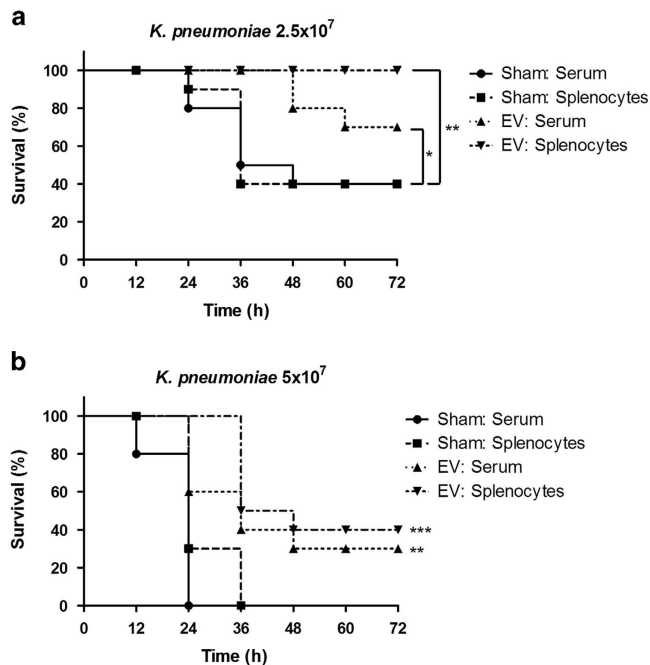 a
K. pneumoniae 2.5x10⁷
Survival (%)
100
80
60
40
20
0
0 12 24 36 48 60 72
Time (h)
Sham: Serum
Sham: Splenocytes
EV: Serum
EV: Splenocytes
*
**
b
K. pneumoniae 5x10⁷
Survival (%)
100
80
60
40
20
0
0 12 24 36 48 60 72
Time (h)
Sham: Serum
Sham: Splenocytes
EV: Serum
EV: Splenocytes
***
**